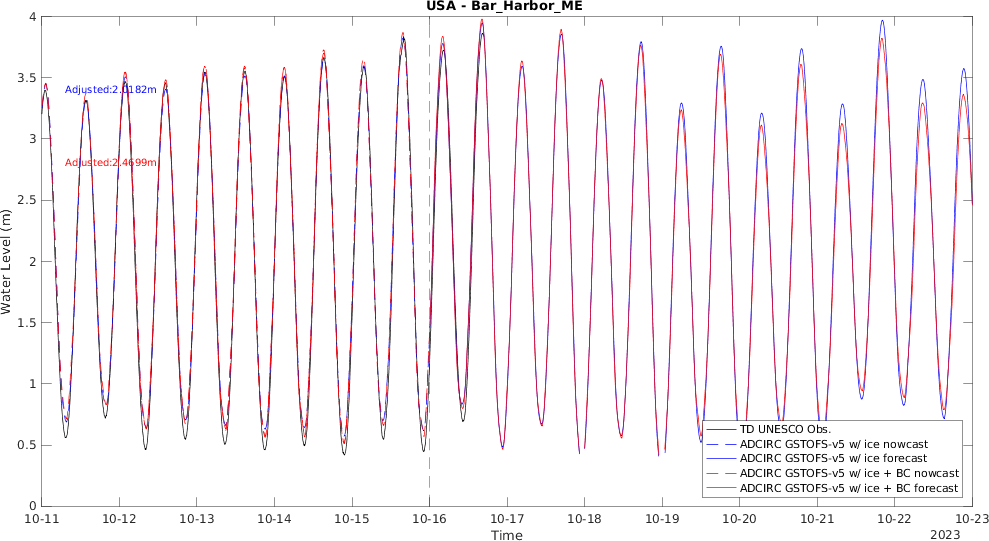 USA - Bar_Harbor_ME
4
3.5
3
2.5
2
1.5
1
0.5
0
Water Level (m)
Adjusted:2.0182m
Adjusted:2.4699m
TD UNESCO Obs.
ADCIRC GSTOFS-v5 w/ ice nowcast
ADCIRC GSTOFS-v5 w/ ice forecast
ADCIRC GSTOFS-v5 w/ ice + BC nowcast
ADCIRC GSTOFS-v5 w/ ice + BC forecast
10-11 10-12 10-13 10-14 10-15 10-16 10-17 10-18 10-19 10-20 10-21 10-22 10-23
Time
2023